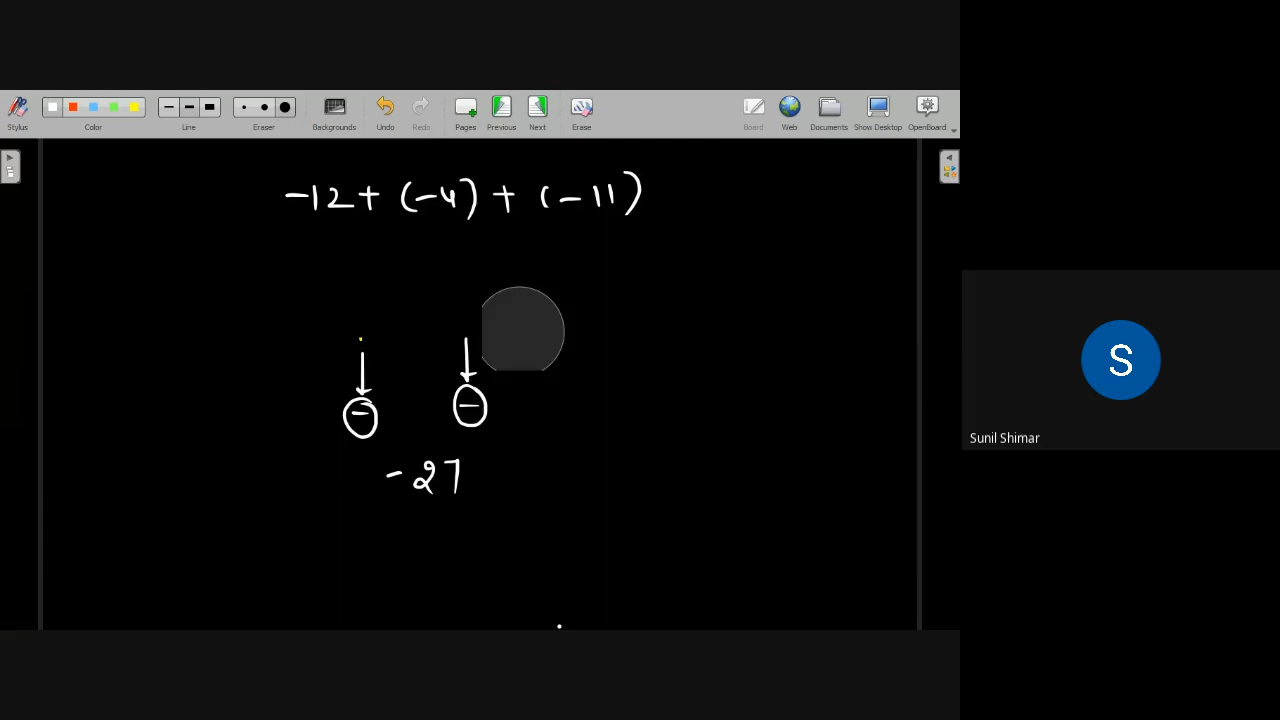 Stylus Color Line Eraser Backgrounds Undo Redo Pages Previous Next Erase Board Web Documents Show Desktop OpenBoard
-12 + (-4) + (-11)
- -
-27
S
Sunil Shimar